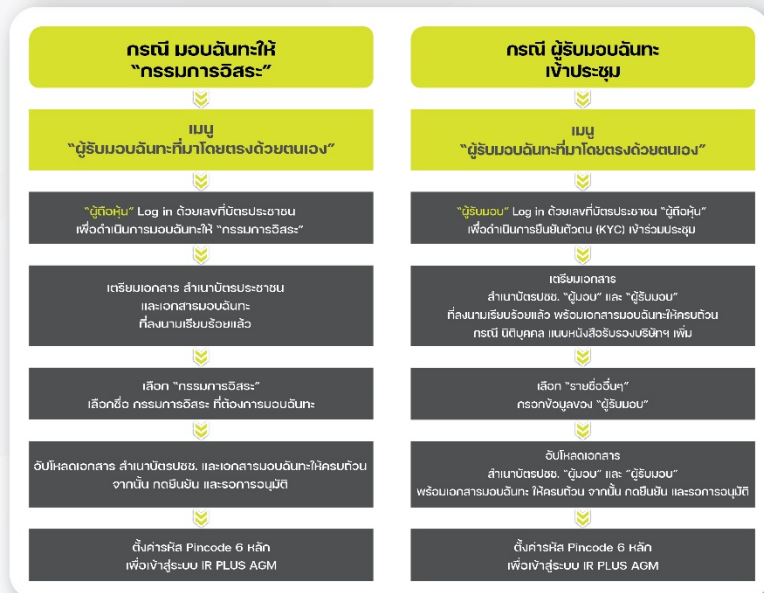 กรณี มอบฉันทะให้
“กรรมการอิสระ”
เมนู
“ผู้รับมอบฉันทะที่มาโดยตรงด้วยตนเอง”
“ผู้ถือหุ้น” Log in ด้วยเลขที่บัตรประชาชน
เพื่อดำเนินการมอบฉันทะให้ “กรรมการอิสระ”
เตรียมเอกสาร สำเนาบัตรประชาชน
และเอกสารมอบฉันทะ
ที่ลงนามเรียบร้อยแล้ว
เลือก “กรรมการอิสระ”
เลือกชื่อ กรรมการอิสระ ที่ต้องการมอบฉันทะ
อัปโหลดเอกสาร สำเนาบัตรปชช. และเอกสารมอบฉันทะให้ครบถ้วน
จากนั้น กดยืนยัน และรอการอนุมัติ
ตั้งค่ารหัส Pincode 6 หลัก
เพื่อเข้าสู่ระบบ IR PLUS AGM
กรณี ผู้รับมอบฉันทะ
เข้าประชุม
เมนู
“ผู้รับมอบฉันทะที่มาโดยตรงด้วยตนเอง”
“ผู้รับมอบ” Log in ด้วยเลขที่บัตรประชาชน “ผู้ถือหุ้น”
เพื่อดำเนินการยืนยันตัวตน (KYC) เข้าร่วมประชุม
เตรียมเอกสาร
สำเนาบัตรปชช. “ผู้มอบ” และ “ผู้รับมอบ”
ที่ลงนามเรียบร้อยแล้ว พร้อมเอกสารมอบฉันทะให้ครบถ้วน
กรณี นิติบุคคล แนบหนังสือรับรองบริษัทฯ เพิ่ม
เลือก “รายชื่ออื่นๆ”
กรอกข้อมูลของ “ผู้รับมอบ”
อัปโหลดเอกสาร
สำเนาบัตรปชช. “ผู้มอบ” และ “ผู้รับมอบ”
พร้อมเอกสารมอบฉันทะ ให้ครบถ้วน จากนั้น กดยืนยัน และรอการอนุมัติ
ตั้งค่ารหัส Pincode 6 หลัก
เพื่อเข้าสู่ระบบ IR PLUS AGM